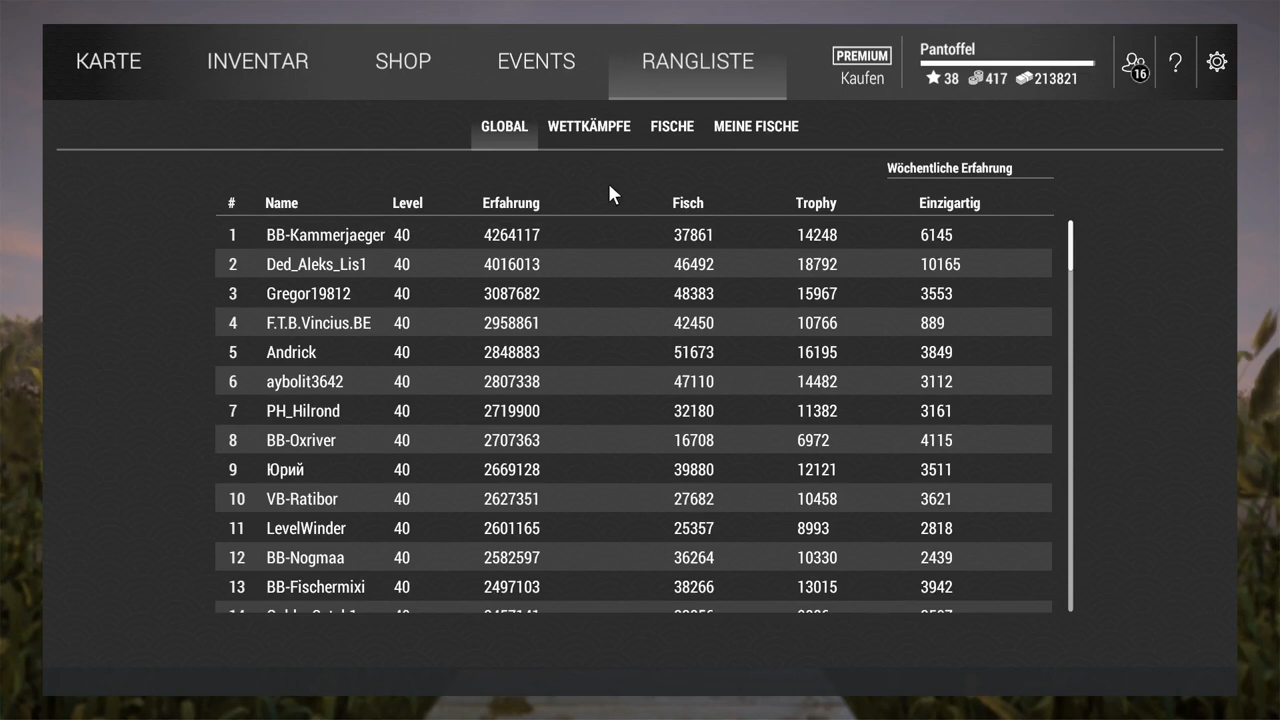 KARTE INVENTAR SHOP EVENTS RANGLISTE PREMIUM Kaufen Pantoffel 38 417 213821 16 ?
GLOBAL WETTKÄMPFE FISCHE MEINE FISCHE
Wöchentliche Erfahrung
# Name Level Erfahrung Fisch Trophy Einzigartig
1 BB-Kammerjaeger 40 4264117 37861 14248 6145
2 Ded_Aleks_Lis1 40 4016013 46492 18792 10165
3 Gregor19812 40 3087682 48383 15967 3553
4 F.T.B.Vincius.BE 40 2958861 42450 10766 889
5 Andrick 40 2848883 51673 16195 3849
6 aybolit3642 40 2807338 47110 14482 3112
7 PH_Hilrond 40 2719900 32180 11382 3161
8 BB-Oxriver 40 2707363 16708 6972 4115
9 Юрий 40 2669128 39880 12121 3511
10 VB-Ratibor 40 2627351 27682 10458 3621
11 LevelWinder 40 2601165 25357 8993 2818
12 BB-Nogmaa 40 2582597 36264 10330 2439
13 BB-Fischermixi 40 2497103 38266 13015 3942